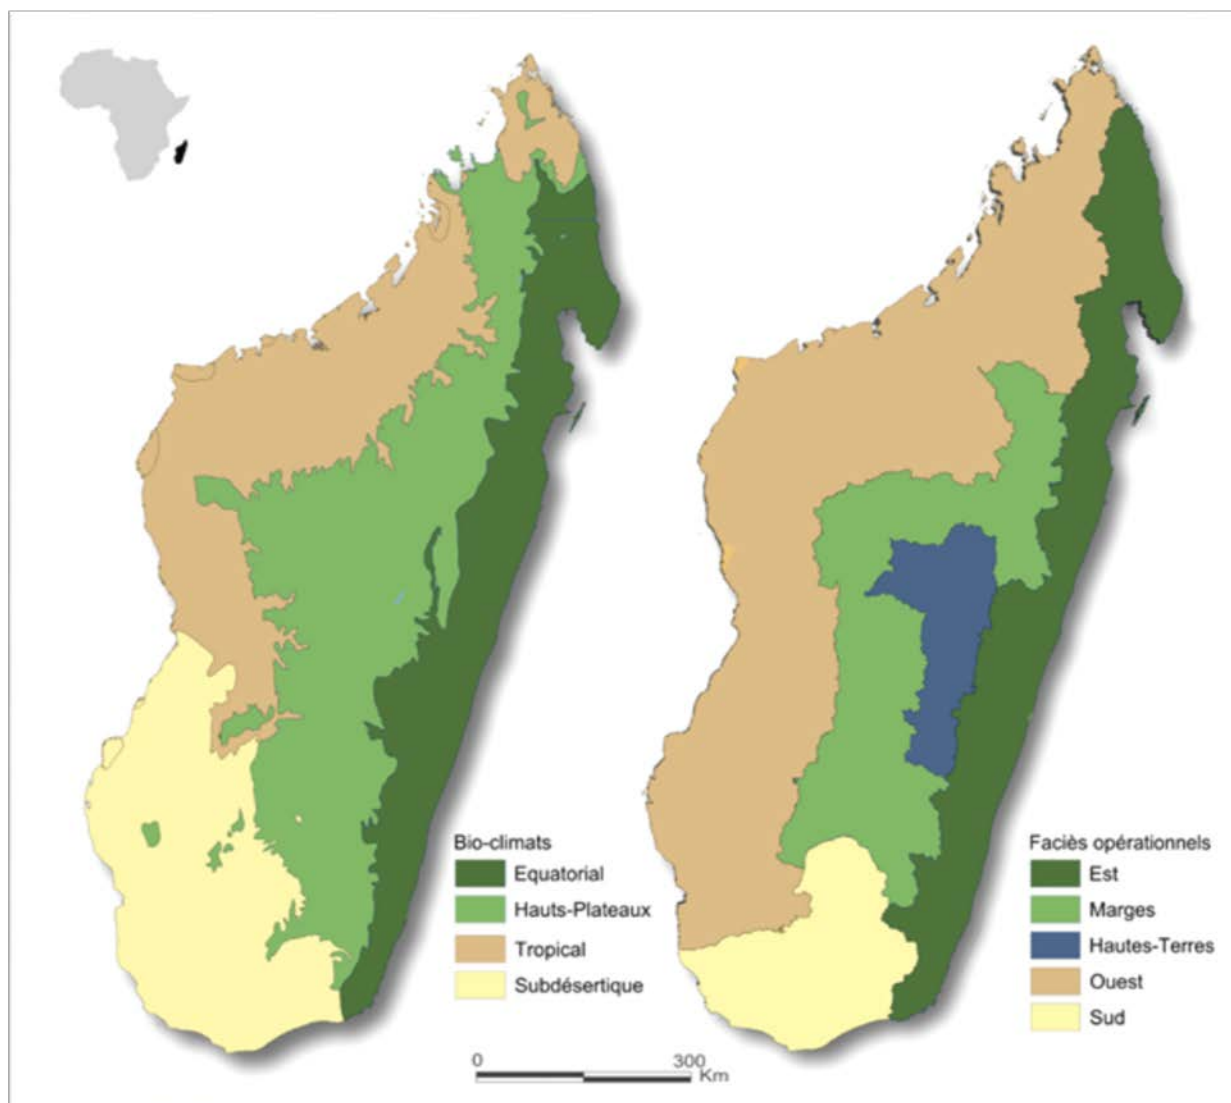 Bio-climats
Equatorial
Hauts-Plateaux
Tropical
Subdésertique
Faciès opérationnels
Est
Marges
Hautes-Terres
Ouest
Sud
0 300
Km